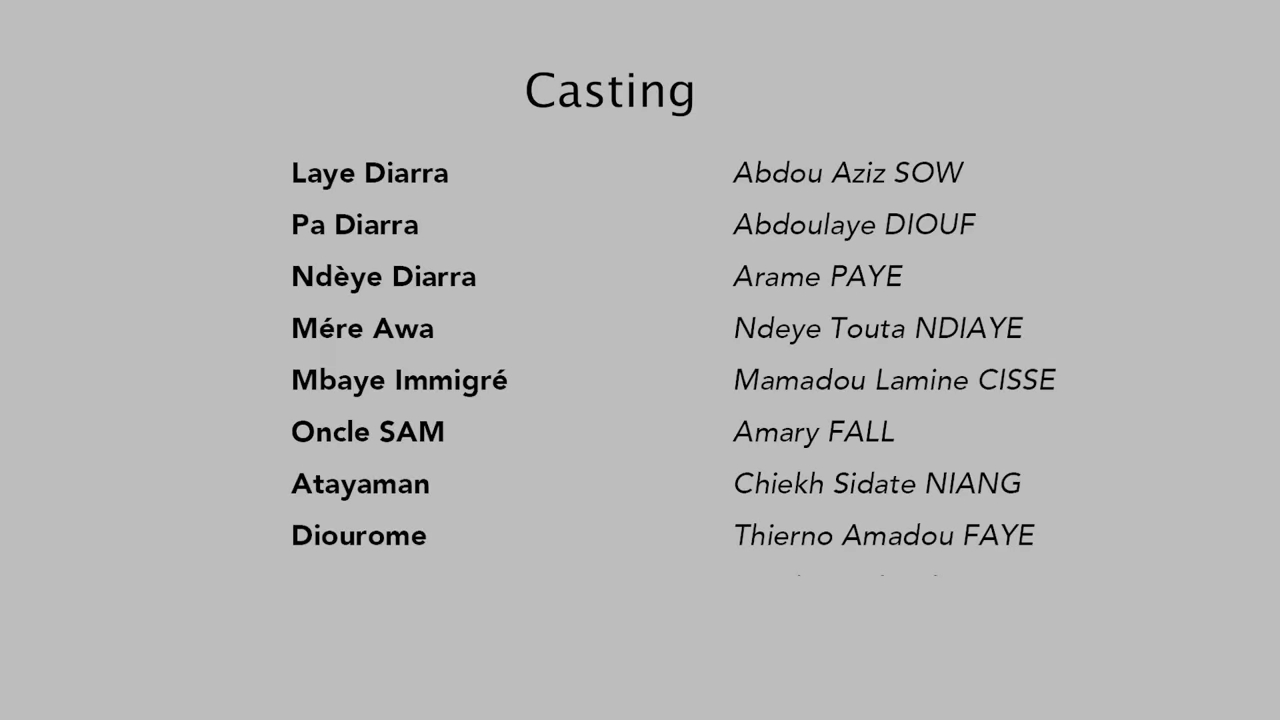 Casting
Laye Diarra Abdou Aziz SOW
Pa Diarra Abdoulaye DIOUF
Ndèye Diarra Arame PAYE
Mére Awa Ndeye Touta NDIAYE
Mbaye Immigré Mamadou Lamine CISSE
Oncle SAM Amary FALL
Atayaman Chiekh Sidate NIANG
Diourome Thierno Amadou FAYE